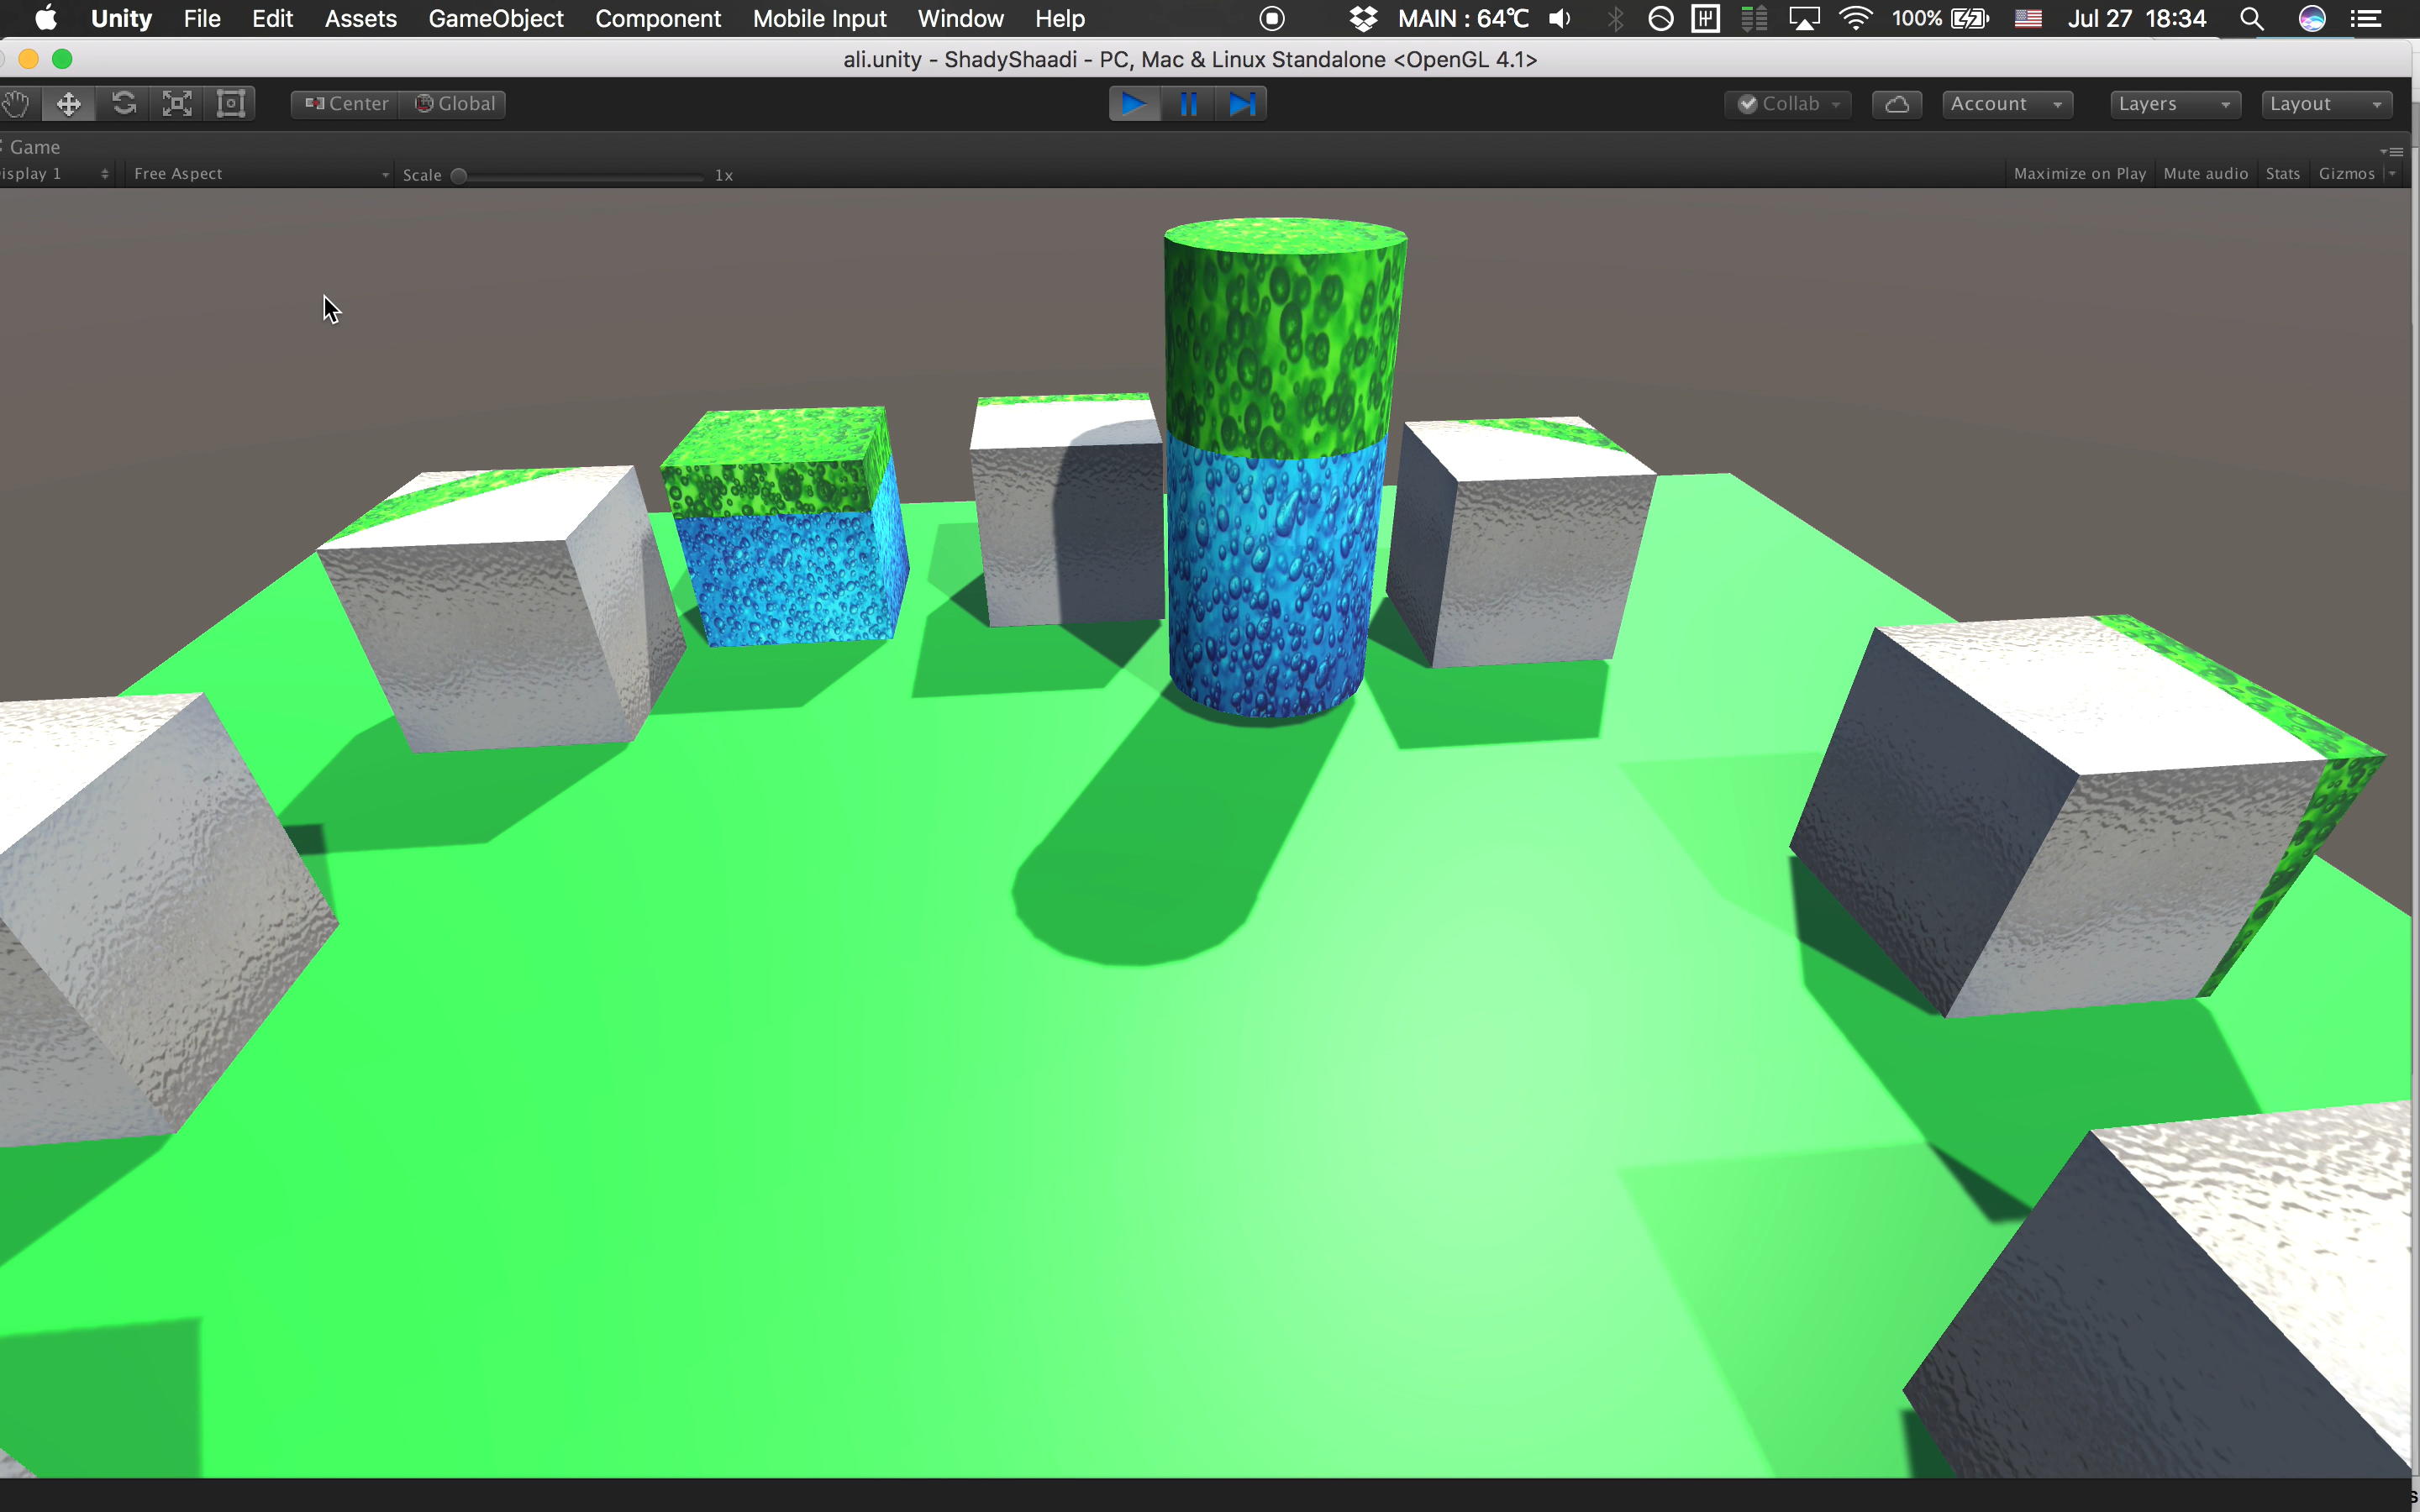 Unity File Edit Assets GameObject Component Mobile Input Window Help MAIN : 64℃ 100% Jul 27 18:34
ali.unity - ShadyShaadi - PC, Mac & Linux Standalone <OpenGL 4.1>
Center Global Collab Account Layers Layout
Game
isplay 1 Free Aspect Scale 1x Maximize on Play Mute audio Stats Gizmos